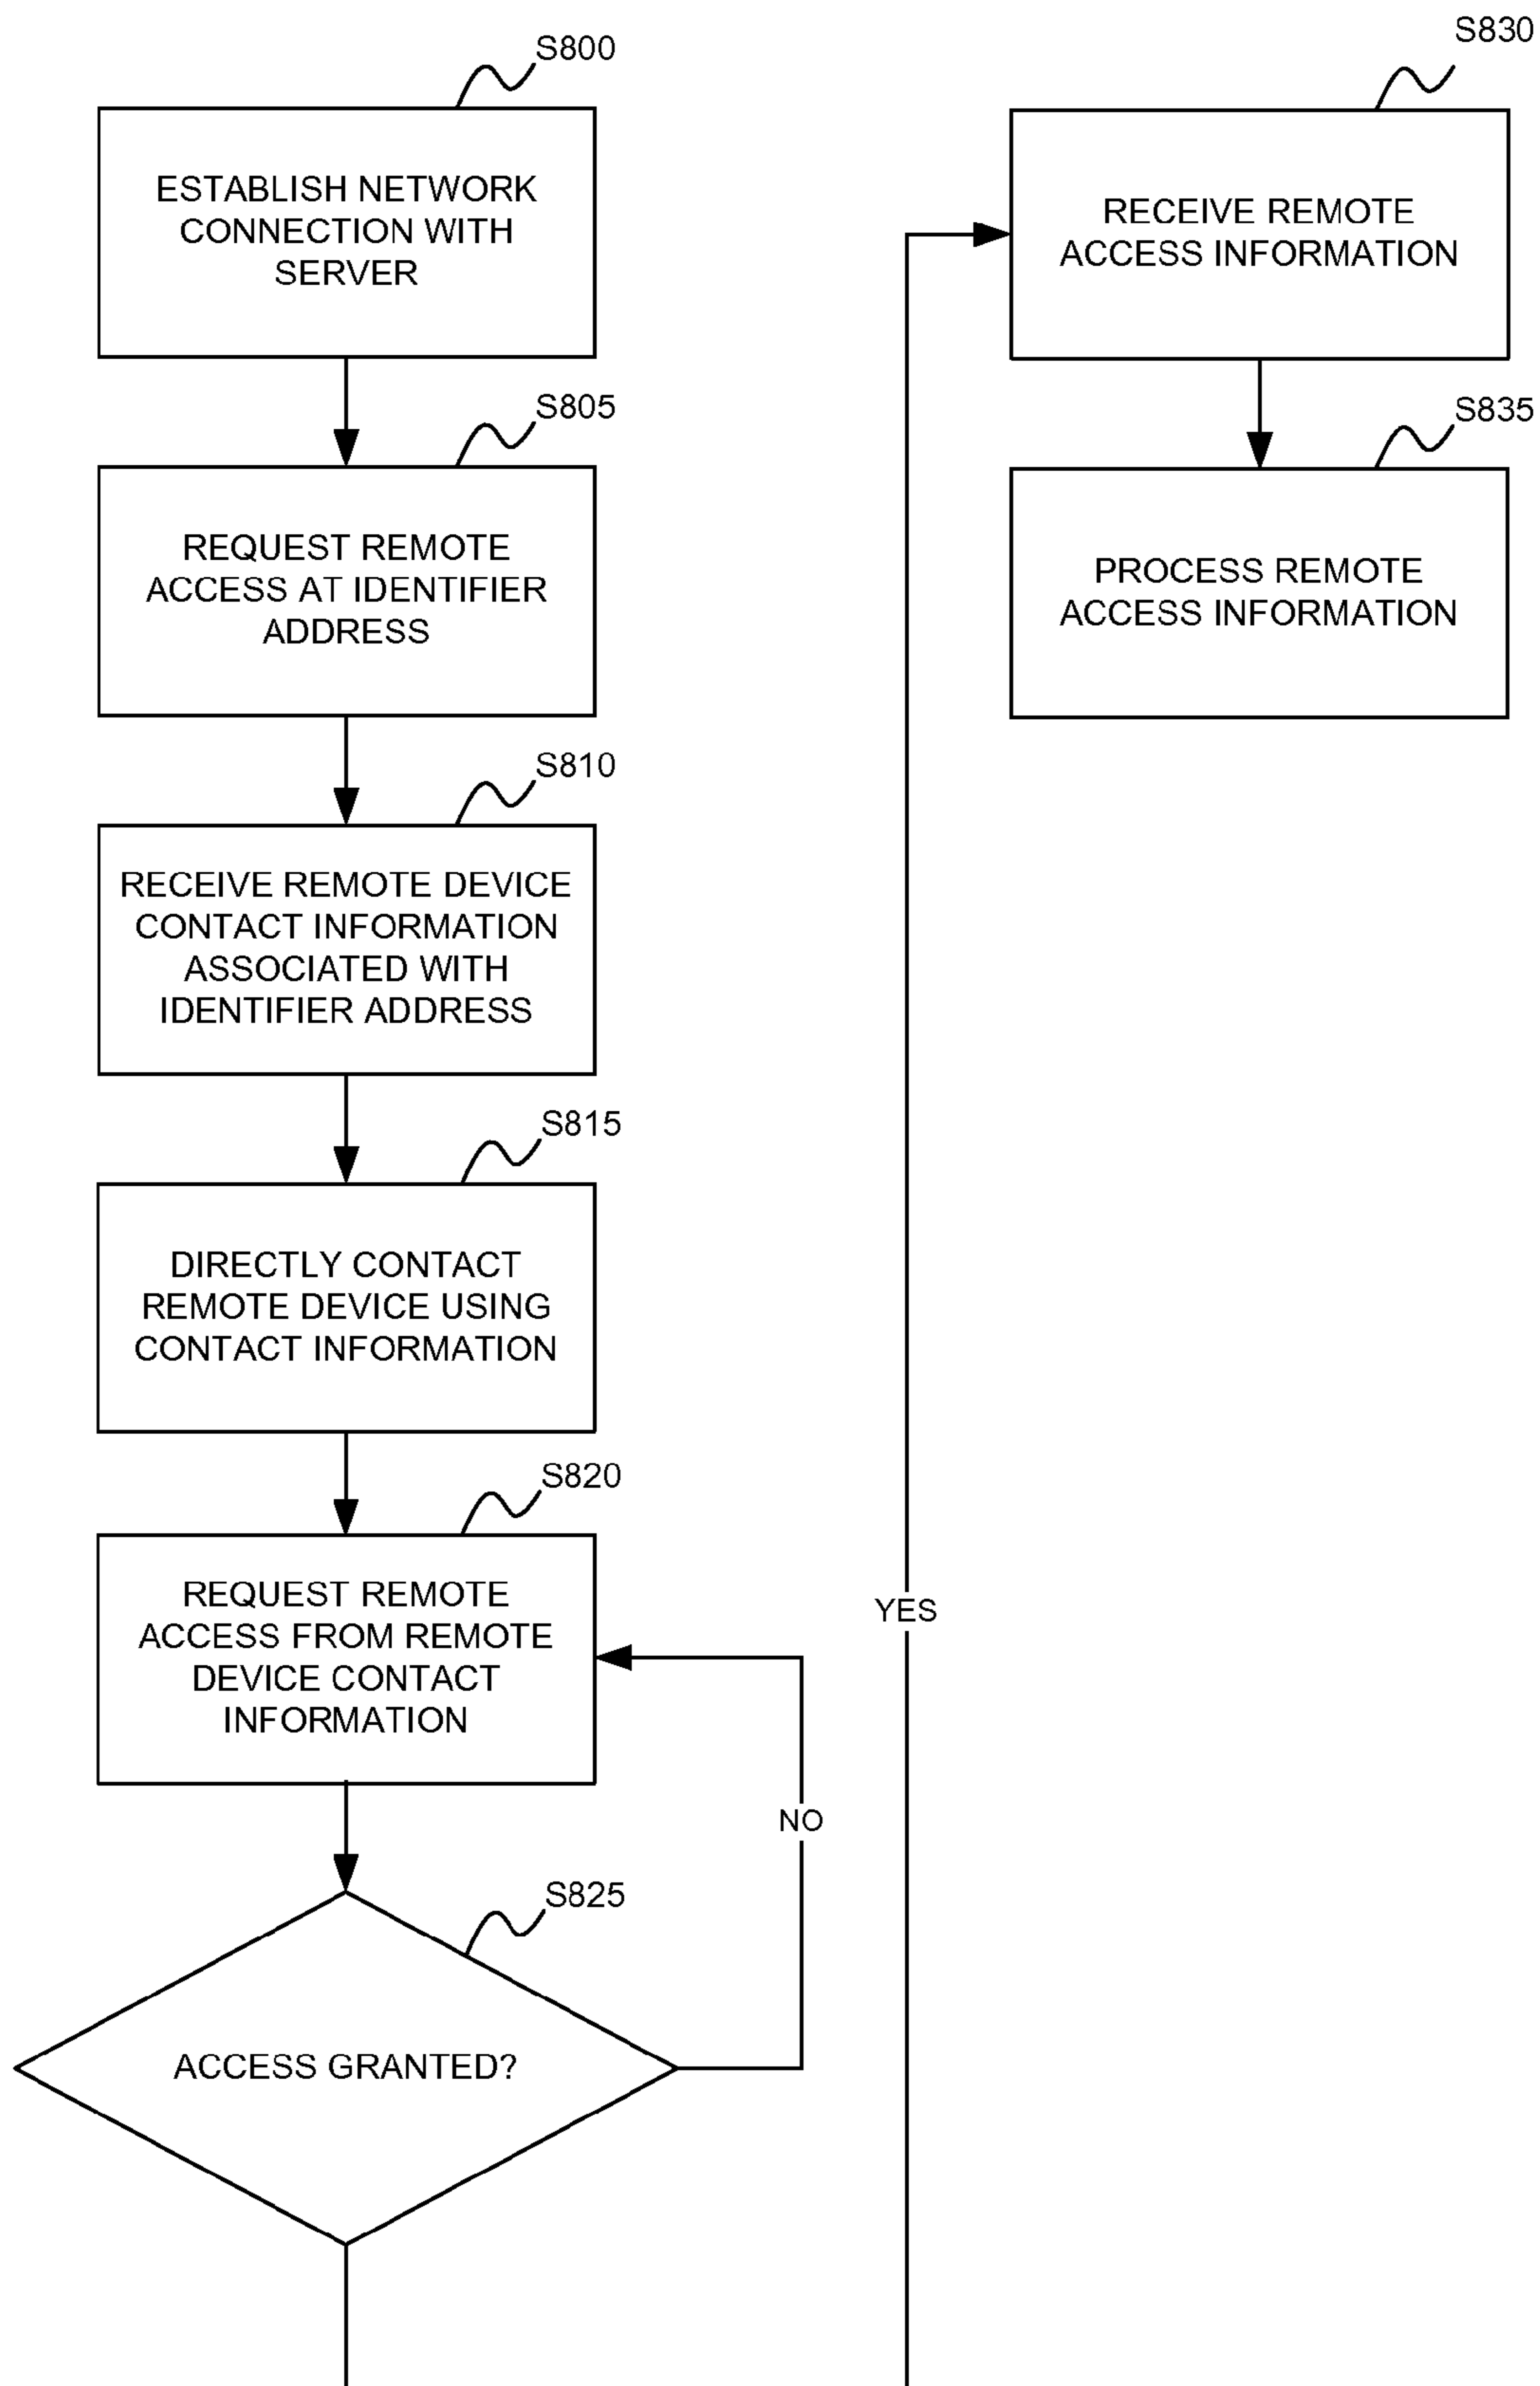 S800
ESTABLISH NETWORK
CONNECTION WITH
SERVER
S805
REQUEST REMOTE
ACCESS AT IDENTIFIER
ADDRESS
S810
RECEIVE REMOTE DEVICE
CONTACT INFORMATION
ASSOCIATED WITH
IDENTIFIER ADDRESS
S815
DIRECTLY CONTACT
REMOTE DEVICE USING
CONTACT INFORMATION
S820
REQUEST REMOTE
ACCESS FROM REMOTE
DEVICE CONTACT
INFORMATION
S825
ACCESS GRANTED?
NO
YES
S830
RECEIVE REMOTE
ACCESS INFORMATION
S835
PROCESS REMOTE
ACCESS INFORMATION